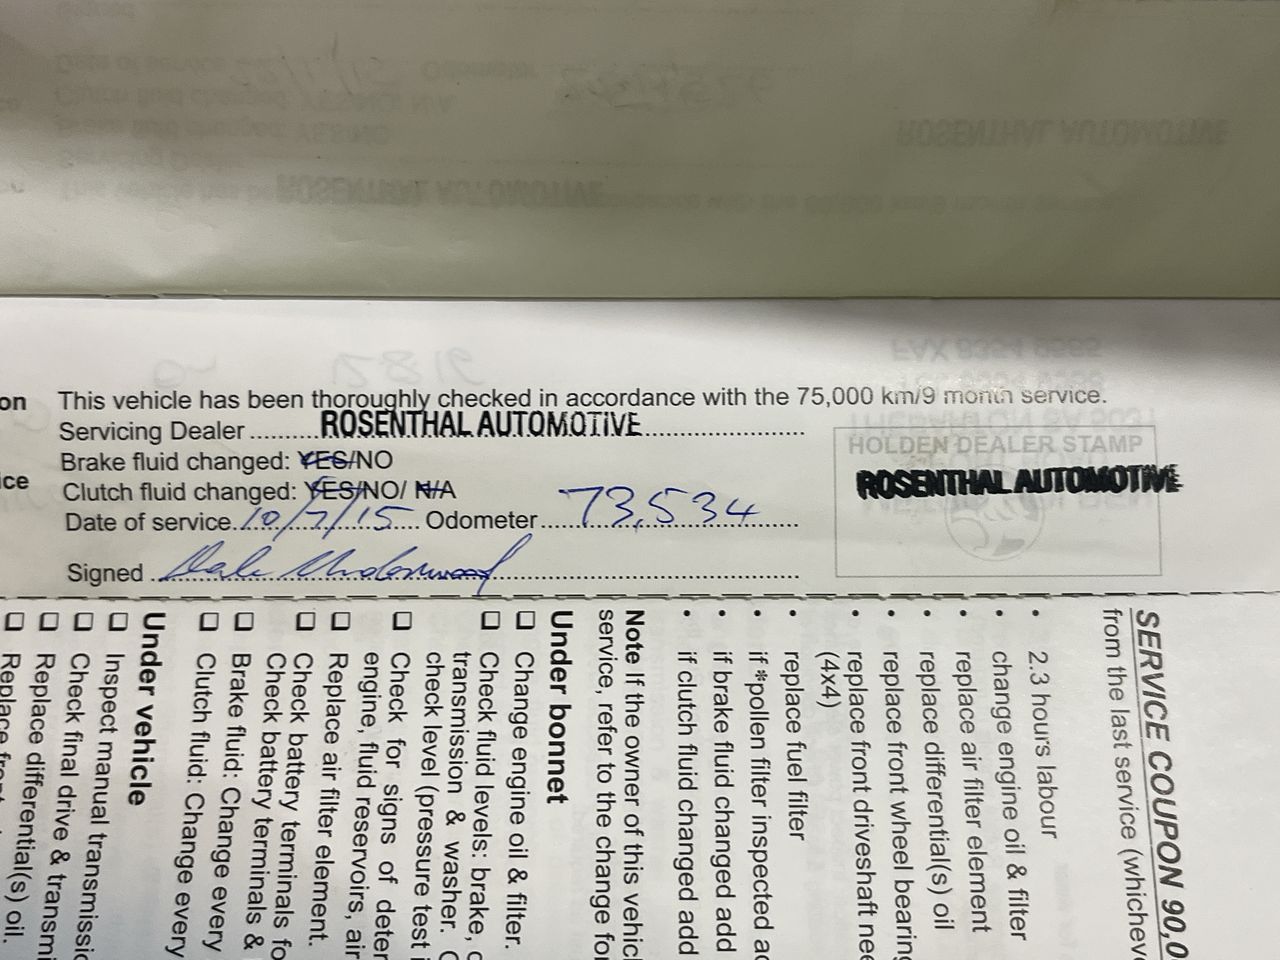 on
This vehicle has been thoroughly checked in accordance with the 75,000 km/9 month service.
Servicing Dealer ROSENTHAL AUTOMOTIVE
Brake fluid changed: YES/NO
ice
Clutch fluid changed: YES/NO/ N/A
Date of service 10/7/15 Odometer 73,534
Signed Dale Underwood
HOLDEN DEALER STAMP
ROSENTHAL AUTOMOTIVE
SERVICE COUPON 90,0
from the last service (whichev
• 2.3 hours labour
• change engine oil & filter
• replace air filter element
• replace differential(s) oil
• replace front wheel bearing
• replace front driveshaft nee
(4x4)
• replace fuel filter
• if *pollen filter inspected ad
• if brake fluid changed add
• if clutch fluid changed add
Note If the owner of this vehicl
service, refer to the change for
Under bonnet
☐ Change engine oil & filter.
☐ Check fluid levels: brake, c
transmission & washer. C
check level (pressure test i
☐ Check for signs of deter
engine, fluid reservoirs, air
☐ Replace air filter element.
☐ Check battery terminals fo
Check battery terminals &
☐ Brake fluid: Change every
☐ Clutch fluid: Change every
Under vehicle
☐ Inspect manual transmissio
☐ Check final drive & transmi
☐ Replace differential(s) oil.
☐ Replace front